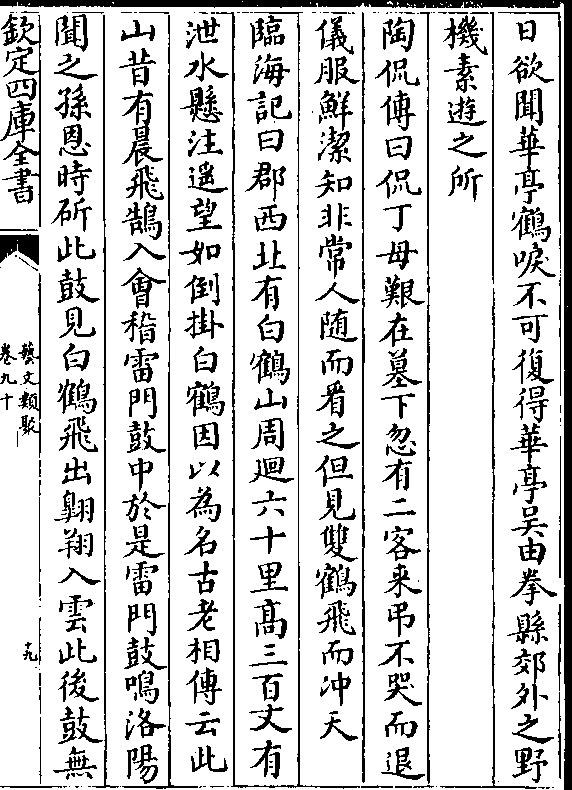 日欲聞華亭鶴唳不可復得華亭吴由拳縣郊外之野
機素遊之所
陶侃傳曰侃丁母艱在墓下忽有二客来弔不哭而退
儀服鮮潔知非常人随而看之但見雙鶴飛而冲天
臨海記曰郡西北有白鶴山周迴六十里髙三百丈有
泄水懸注遥望如倒掛白鶴因以為名古老相傳云此
山昔有晨飛鵠入會稽雷門鼓中於是雷門鼓鳴洛陽
聞之孫恩時斫此鼓見白鶴飛出翺翔入雲此後鼓無
欽定四庫全書
藝文類聚
卷九十
十九